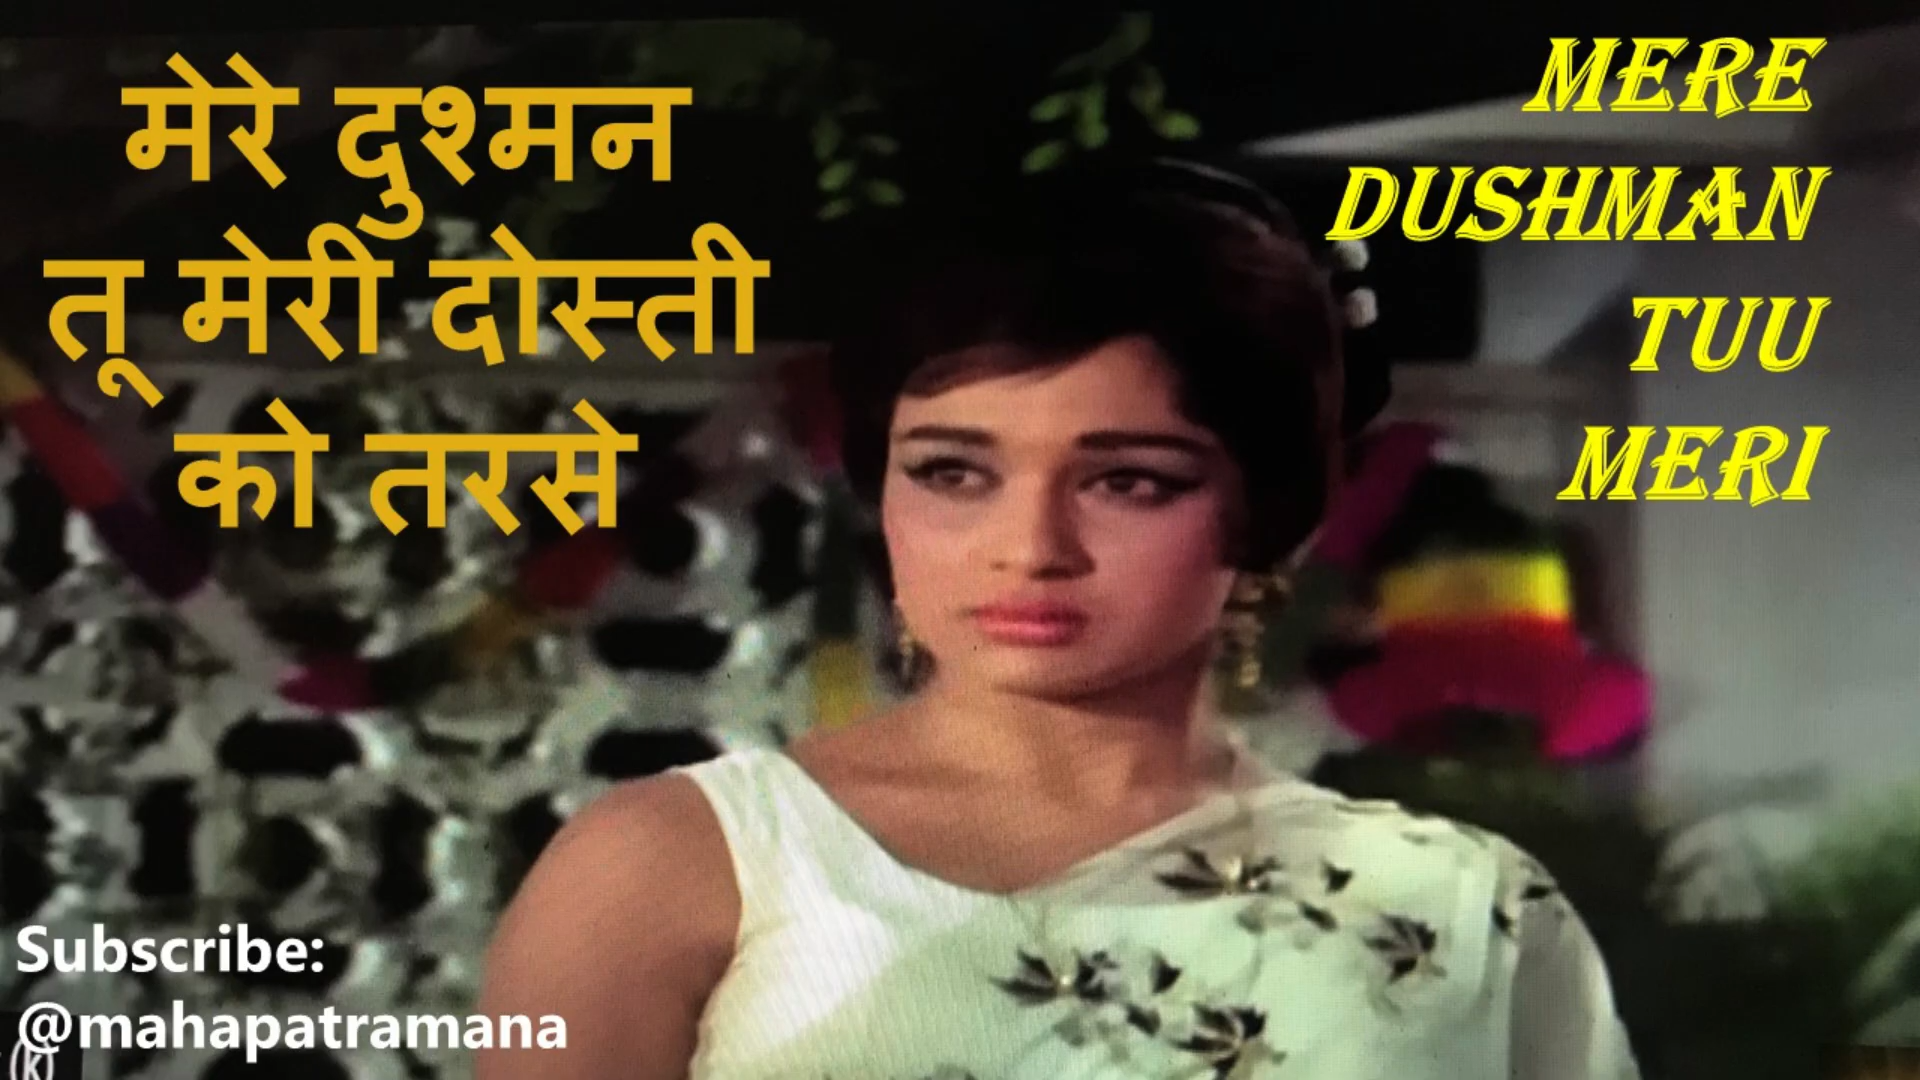 मेरे दुश्मन
तू मेरी दोस्ती
को तरसे
MERE
DUSHMAN
TUU
MERI
Subscribe:
@mahapatramana
(k)